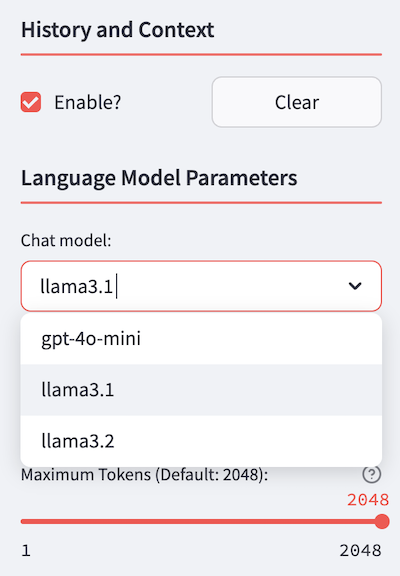 History and Context
Enable?
Clear
Language Model Parameters
Chat model:
llama3.1
gpt-4o-mini
llama3.1
llama3.2
Maximum Tokens (Default: 2048):
?
2048
1 2048